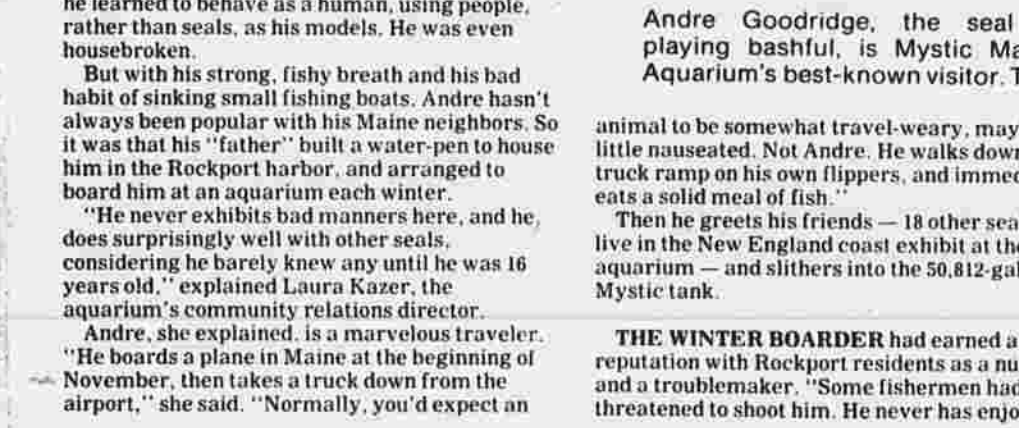 he learned to behave as a human, using people,
rather than seals, as his models. He was even
housebroken.
But with his strong, fishy breath and his bad
habit of sinking small fishing boats, Andre hasn't
always been popular with his Maine neighbors. So
it was that his "father" built a water-pen to house
him in the Rockport harbor, and arranged to
board him at an aquarium each winter.
"He never exhibits bad manners here, and he,
does surprisingly well with other seals,
considering he barely knew any until he was 16
years old," explained Laura Kazer, the
aquarium's community relations director.
Andre, she explained, is a marvelous traveler.
"He boards a plane in Maine at the beginning of
November, then takes a truck down from the
airport," she said. "Normally, you'd expect an
Andre Goodridge, the seal
playing bashful, is Mystic Ma
Aquarium's best-known visitor. T
animal to be somewhat travel-weary, may
little nauseated. Not Andre. He walks down
truck ramp on his own flippers, and immed
eats a solid meal of fish."
Then he greets his friends — 18 other sea
live in the New England coast exhibit at the
aquarium — and slithers into the 50,812-gal
Mystic tank.
THE WINTER BOARDER had earned a
reputation with Rockport residents as a nu
and a troublemaker. "Some fishermen had
threatened to shoot him. He never has enjo